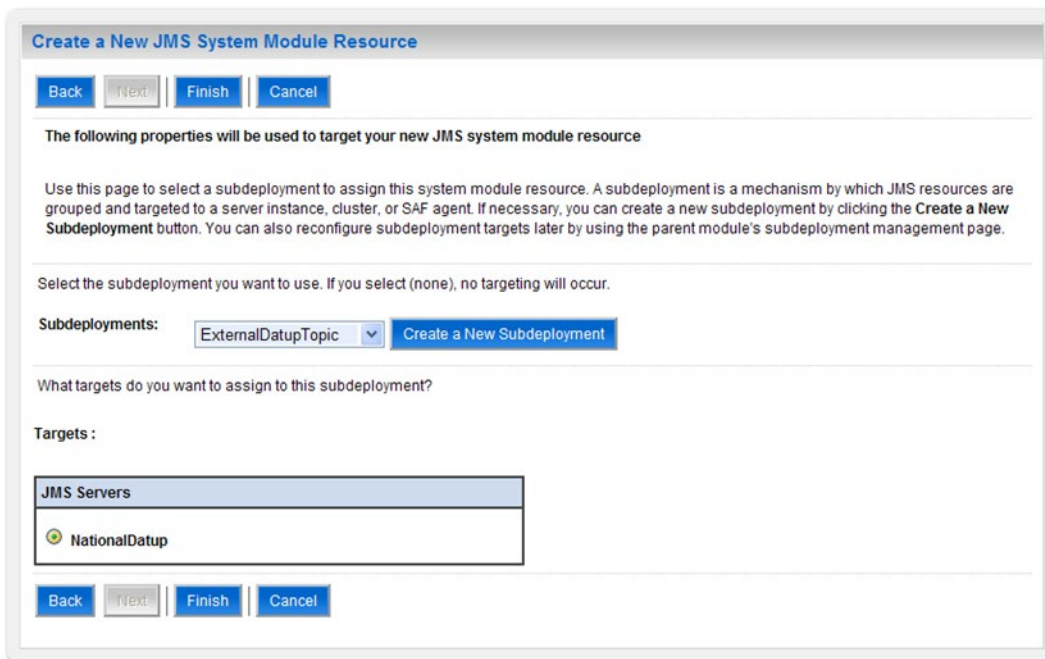 Create a New JMS System Module Resource
Back Next Finish Cancel
The following properties will be used to target your new JMS system module resource
Use this page to select a subdeployment to assign this system module resource. A subdeployment is a mechanism by which JMS resources are
grouped and targeted to a server instance, cluster, or SAF agent. If necessary, you can create a new subdeployment by clicking the Create a New
Subdeployment button. You can also reconfigure subdeployment targets later by using the parent module's subdeployment management page.
Select the subdeployment you want to use. If you select (none), no targeting will occur.
Subdeployments: ExternalDatupTopic Create a New Subdeployment
What targets do you want to assign to this subdeployment?
Targets :
JMS Servers
NationalDatup
Back Next Finish Cancel